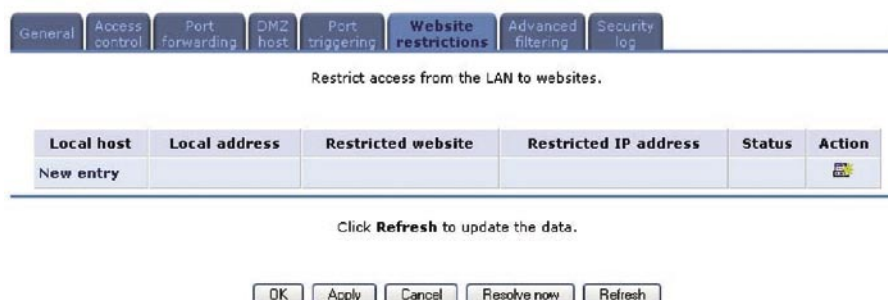 General Access control Port forwarding DMZ host Port triggering Website restrictions Advanced filtering Security log
Restrict access from the LAN to websites.
Local host Local address Restricted website Restricted IP address Status Action
New entry
Click Refresh to update the data.
OK Apply Cancel Resolve now Refresh